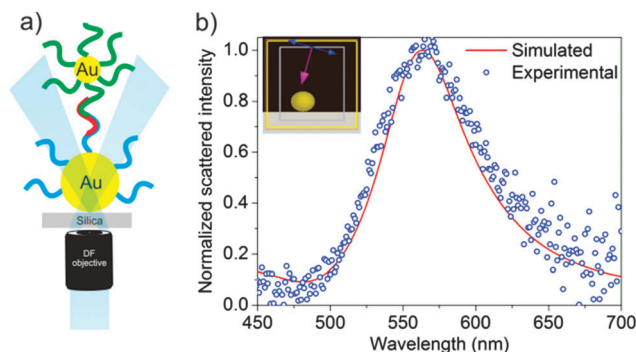 a)
Au
Au
Silica
DF
objective
b)
Normalized scattered intensity
1.0
0.8
0.6
0.4
0.2
0.0
Simulated
Experimental
450
500
550
600
650
700
Wavelength (nm)